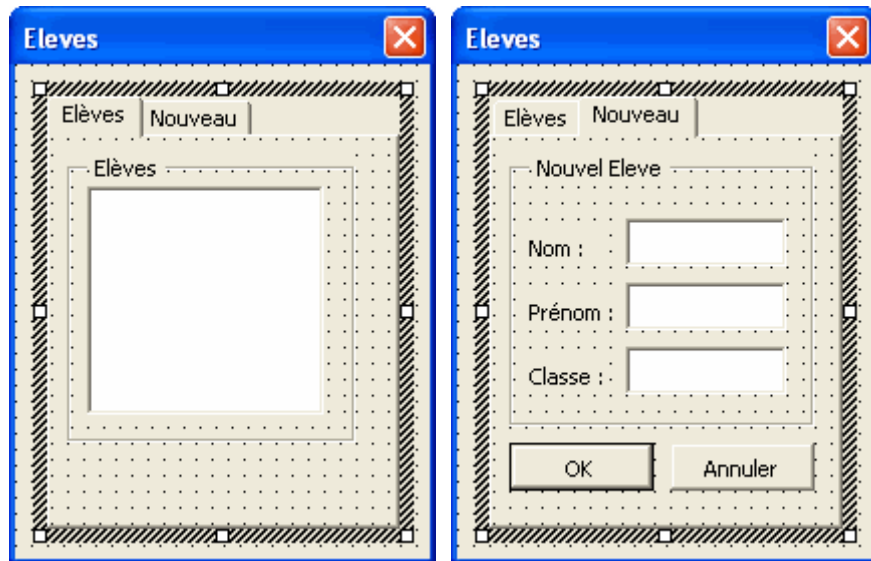 Eleves
Elèves Nouveau
Elèves
Eleves
Elèves Nouveau
Nouvel Eleve
Nom :
Prénom :
Classe :
OK Annuler